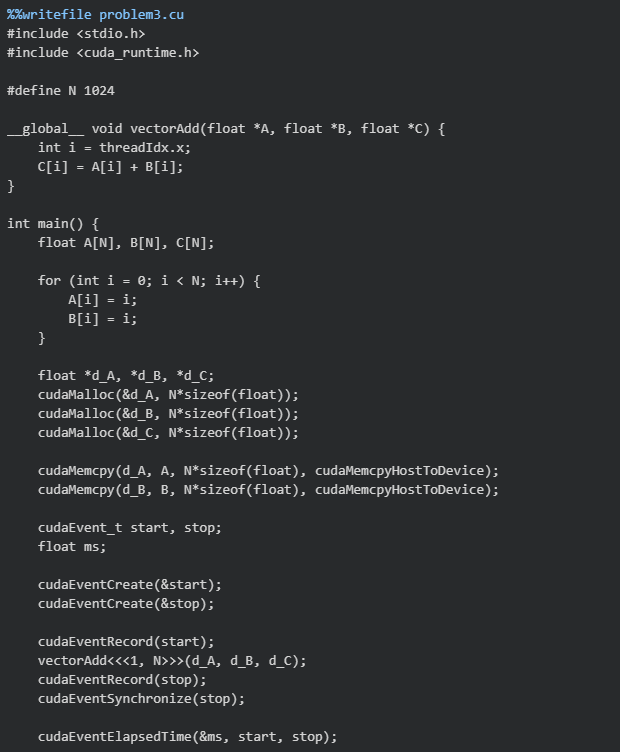 %%writefile problem3.cu
#include <stdio.h>
#include <cuda_runtime.h>

#define N 1024

__global__ void vectorAdd(float *A, float *B, float *C) {
    int i = threadIdx.x;
    C[i] = A[i] + B[i];
}

int main() {
    float A[N], B[N], C[N];

    for (int i = 0; i < N; i++) {
        A[i] = i;
        B[i] = i;
    }

    float *d_A, *d_B, *d_C;
    cudaMalloc(&d_A, N*sizeof(float));
    cudaMalloc(&d_B, N*sizeof(float));
    cudaMalloc(&d_C, N*sizeof(float));

    cudaMemcpy(d_A, A, N*sizeof(float), cudaMemcpyHostToDevice);
    cudaMemcpy(d_B, B, N*sizeof(float), cudaMemcpyHostToDevice);

    cudaEvent_t start, stop;
    float ms;

    cudaEventCreate(&start);
    cudaEventCreate(&stop);

    cudaEventRecord(start);
    vectorAdd<<<1, N>>>(d_A, d_B, d_C);
    cudaEventRecord(stop);
    cudaEventSynchronize(stop);

    cudaEventElapsedTime(&ms, start, stop);